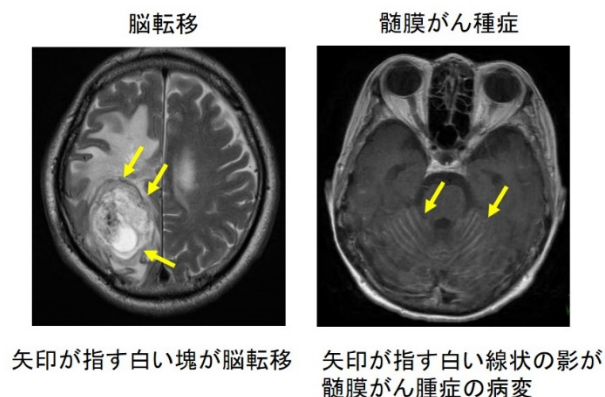 脳転移
髄膜がん種症
矢印が指す白い塊が脳転移
矢印が指す白い線状の影が
髄膜がん腫症の病変